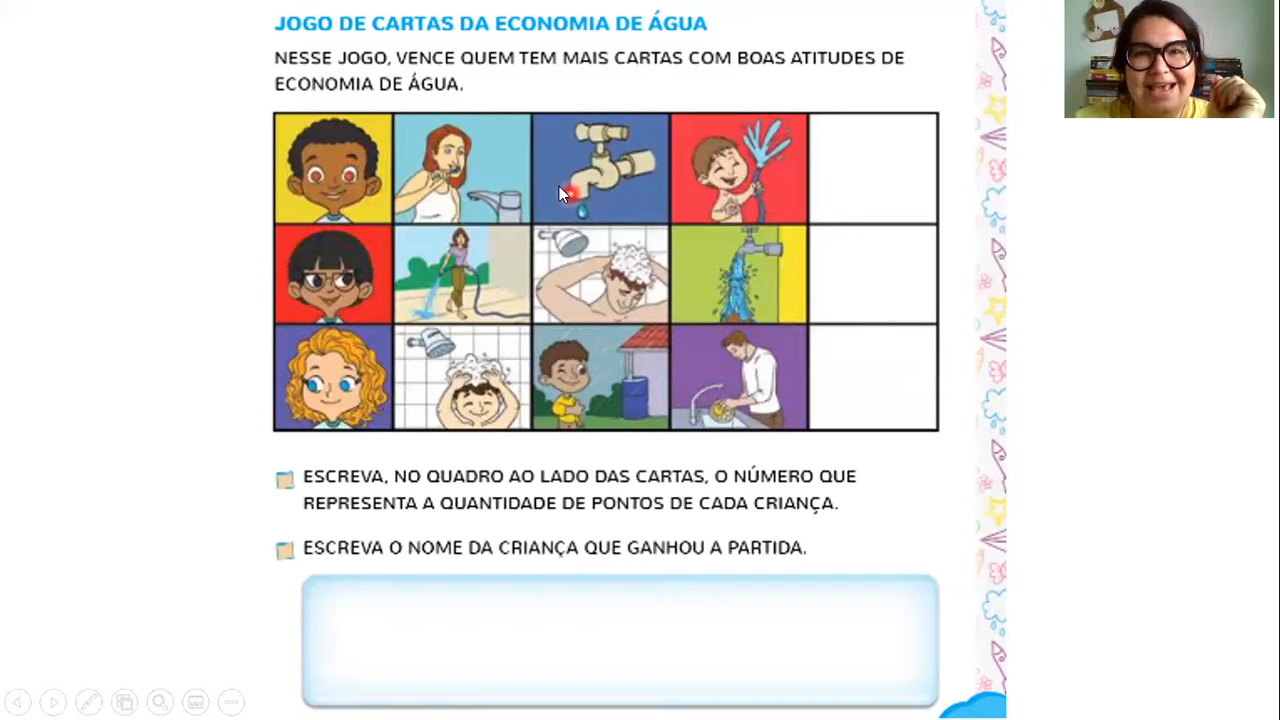 JOGO DE CARTAS DA ECONOMIA DE ÁGUA
NESSE JOGO, VENCE QUEM TEM MAIS CARTAS COM BOAS ATITUDES DE
ECONOMIA DE ÁGUA.
ESCREVA, NO QUADRO AO LADO DAS CARTAS, O NÚMERO QUE
REPRESENTA A QUANTIDADE DE PONTOS DE CADA CRIANÇA.
ESCREVA O NOME DA CRIANÇA QUE GANHOU A PARTIDA.